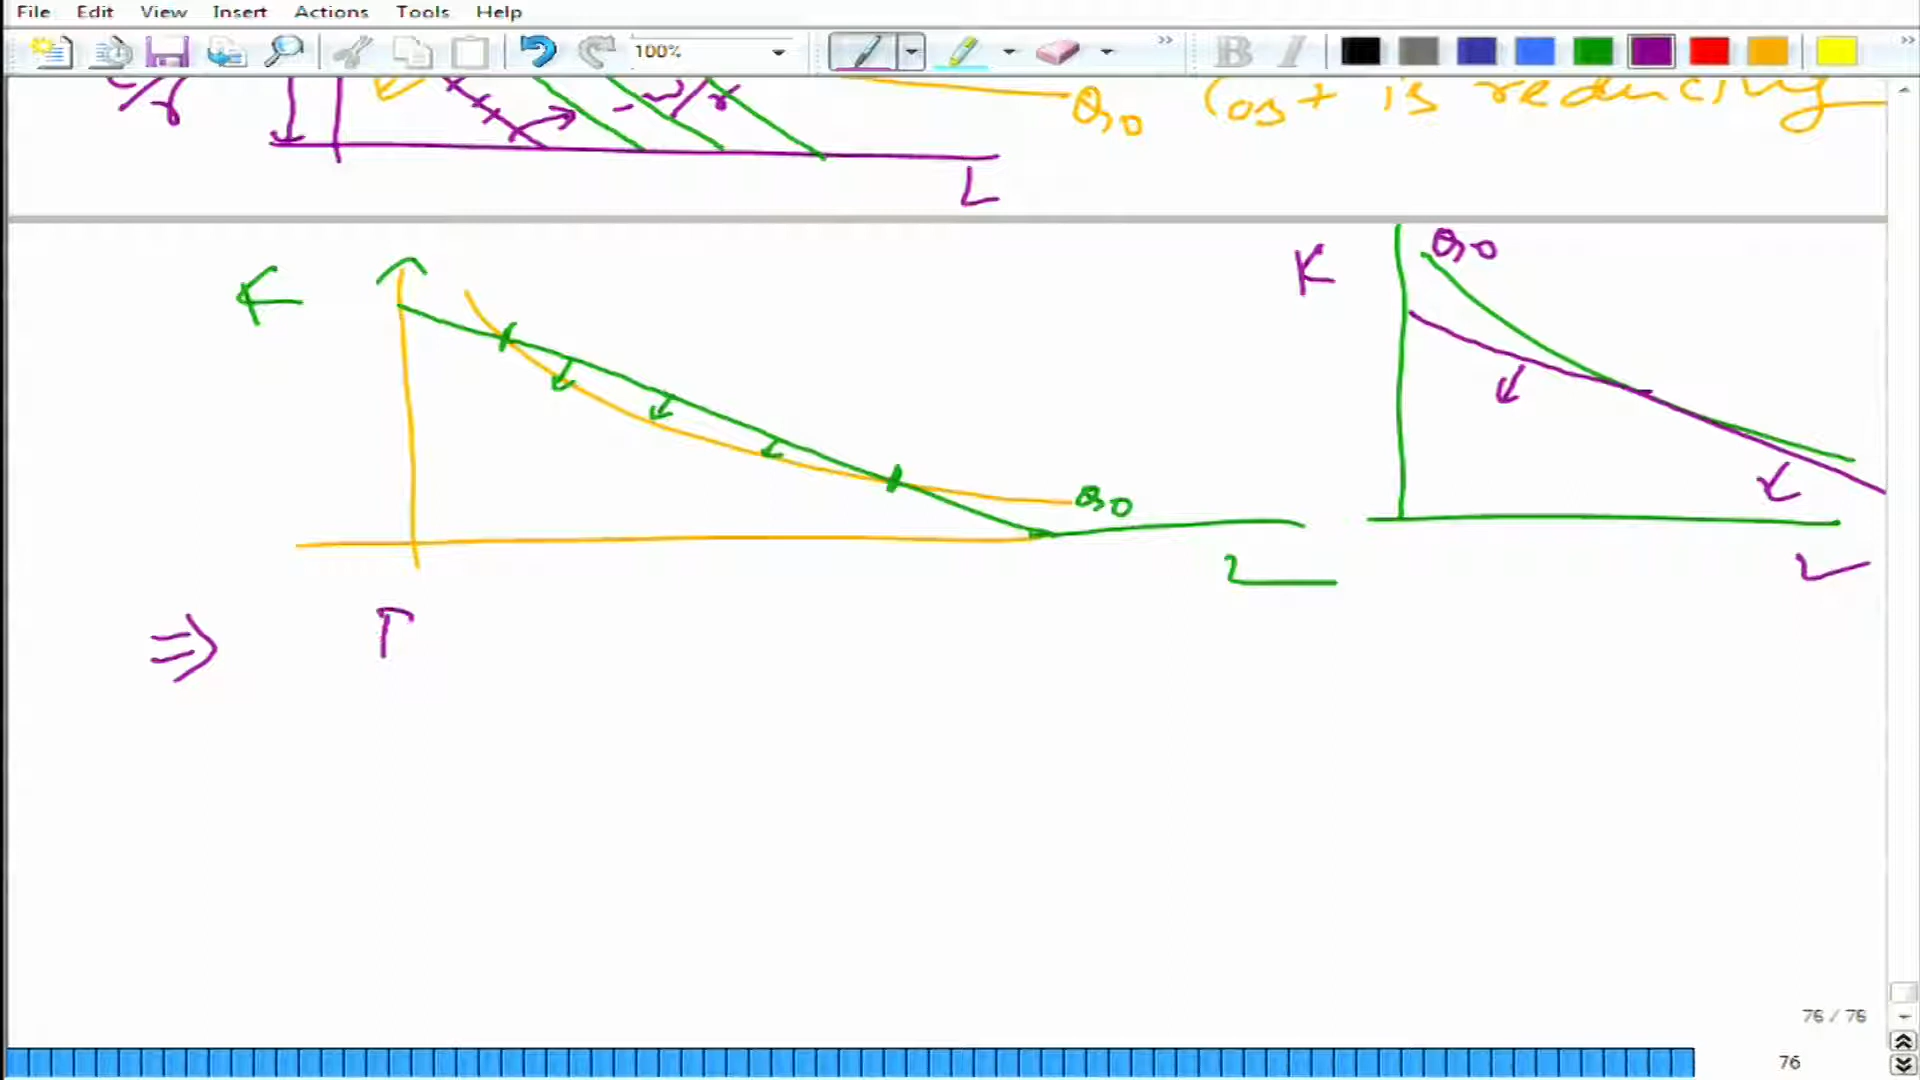 File Edit View Insert Actions Tools Help
100%
B I
- w/r
Q0 Cost is reducing
L
K
Q0
K
Q0
L
L
⇒
76 / 76
76